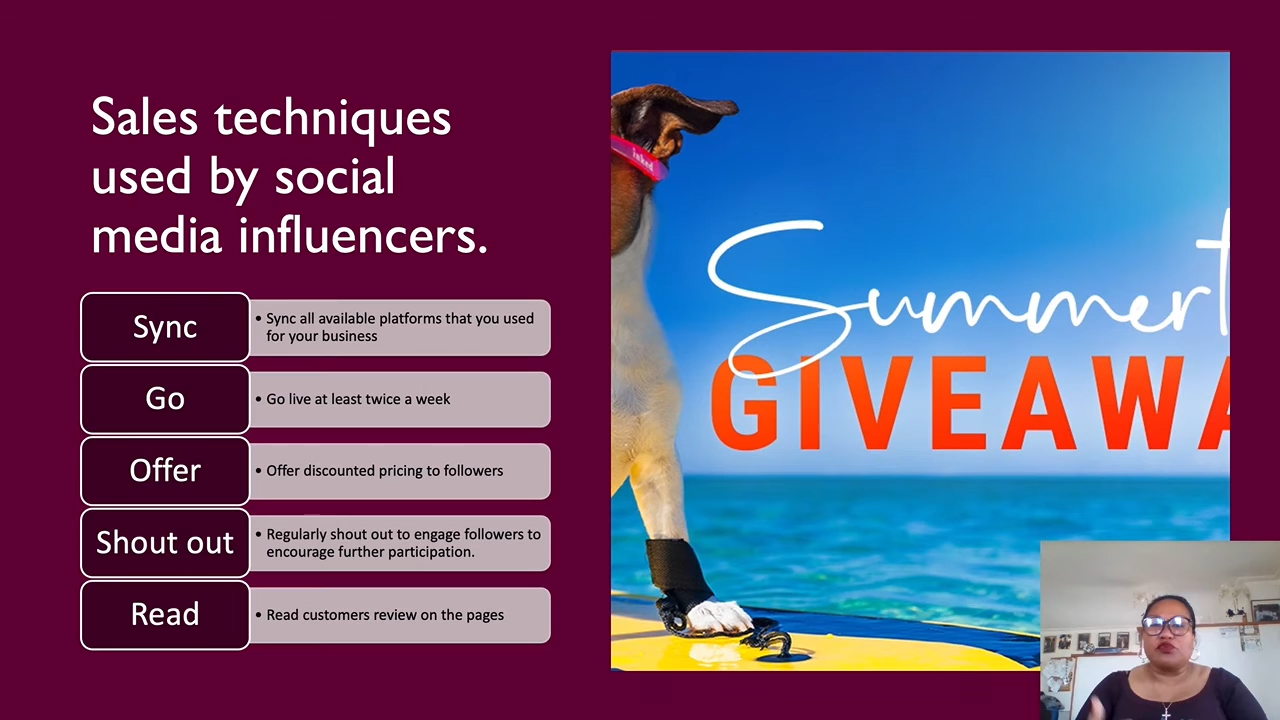 Sales techniques
used by social
media influencers.
Sync
• Sync all available platforms that you used
for your business
Go
• Go live at least twice a week
Offer
• Offer discounted pricing to followers
Shout out
• Regularly shout out to engage followers to
encourage further participation.
Read
• Read customers review on the pages
inked
Summert
GIVEAWA